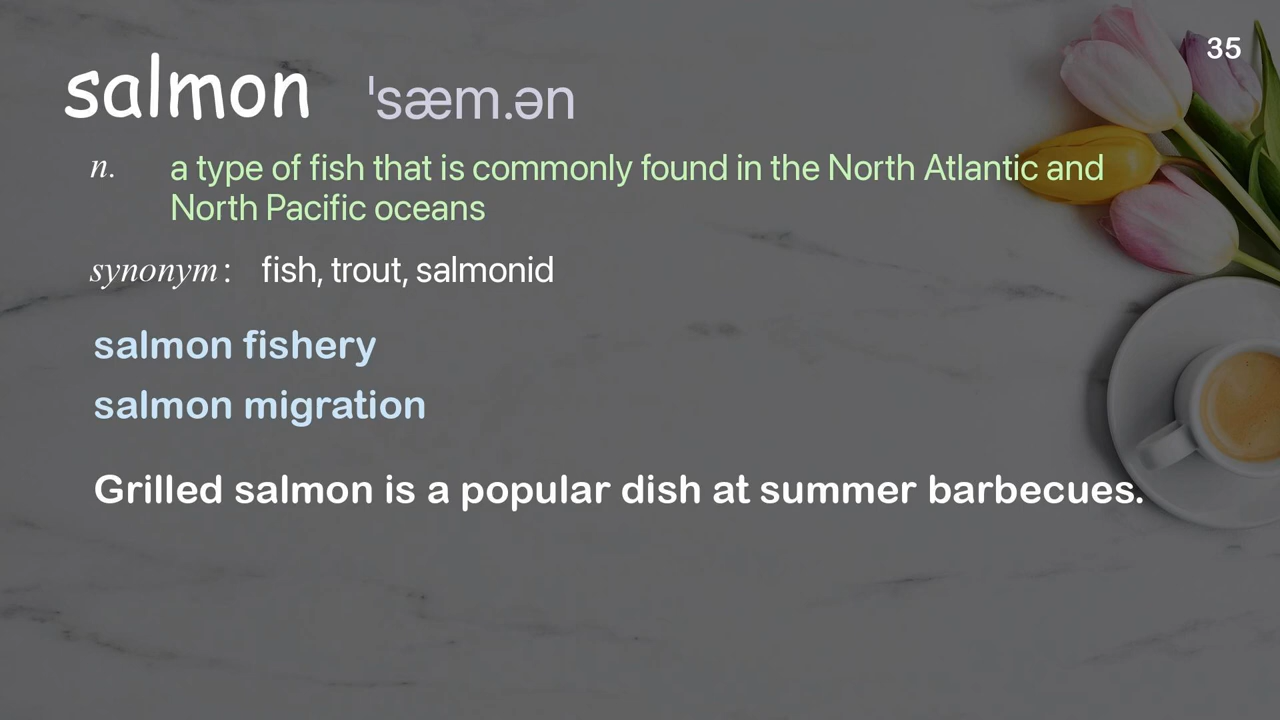 35
salmon ˈsæm.ən
n. a type of fish that is commonly found in the North Atlantic and
North Pacific oceans
synonym: fish, trout, salmonid
salmon fishery
salmon migration
Grilled salmon is a popular dish at summer barbecues.